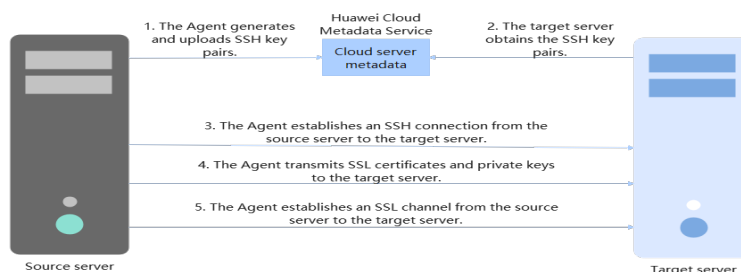 1. The Agent generates
and uploads SSH key
pairs.
Huawei Cloud
Metadata Service
Cloud server
metadata
2. The target server
obtains the SSH key
pairs.
3. The Agent establishes an SSH connection from the
source server to the target server.
4. The Agent transmits SSL certificates and private keys
to the target server.
5. The Agent establishes an SSL channel from the source
server to the target server.
Source server
Target server